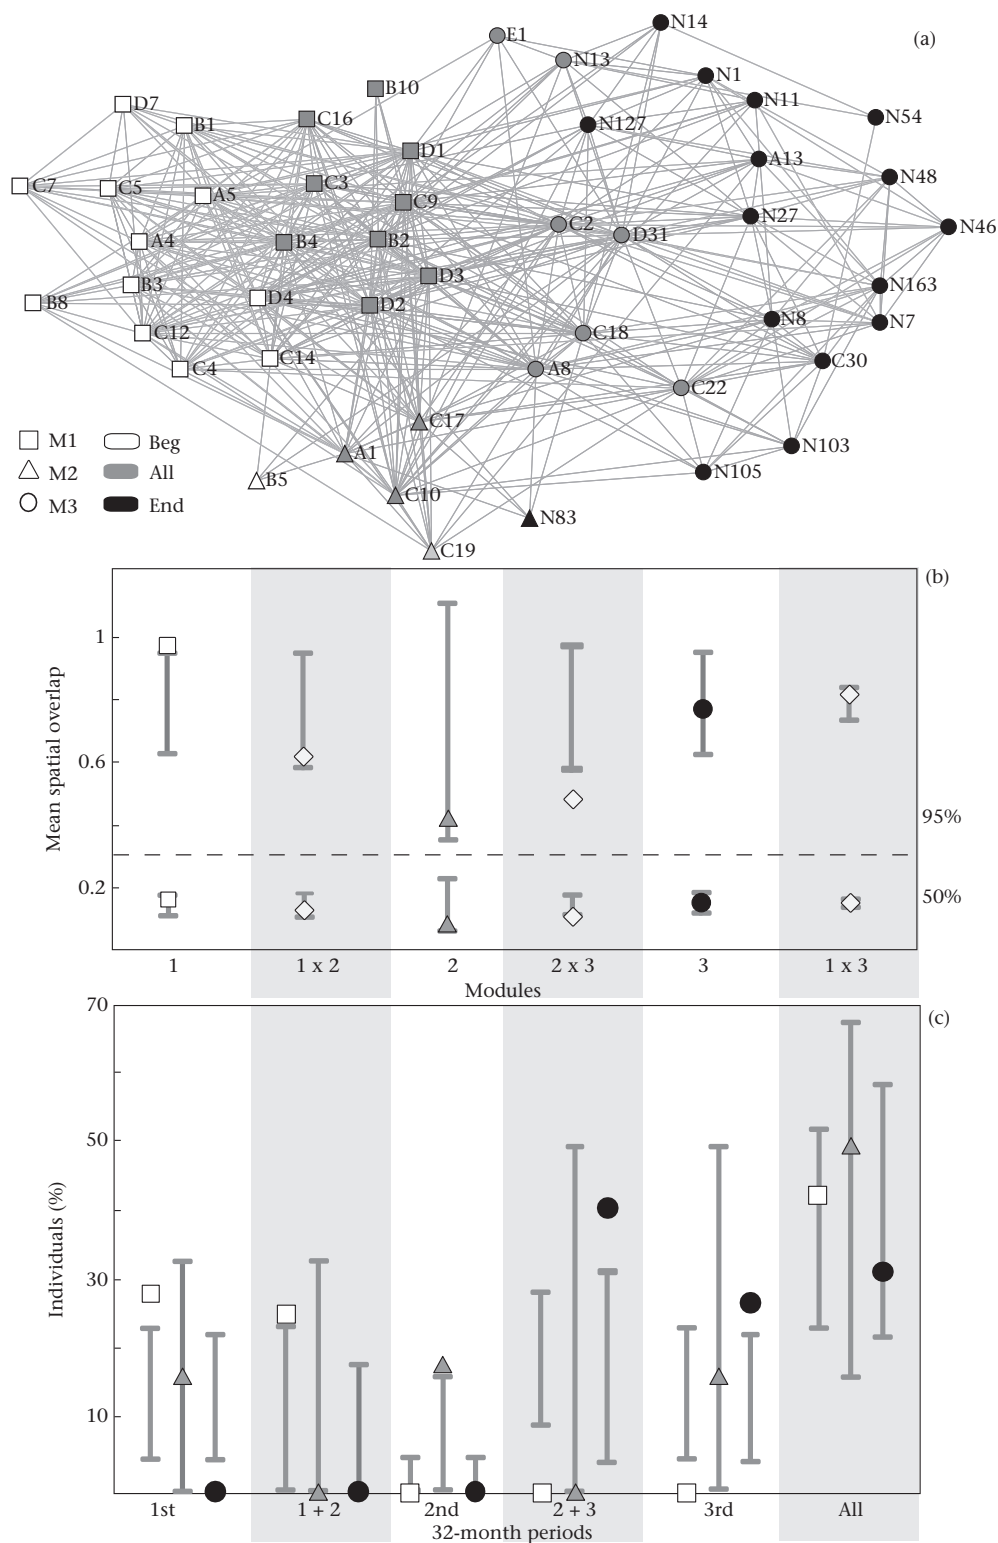 E1
N14
(a)
N13
N1
B10
N11
D7
C16
N54
B1
N127
D1
A13
C3
N48
C7
C5
A5
C9
C2
N27
N46
A4
B4
B2
D31
D3
B3
N163
B8
D4
D2
N8
N7
C12
C18
C14
C30
C4
A8
C22
C17
M1
Beg
N103
A1
M2
All
B5
N105
C10
M3
End
N83
C19
(b)
1
0.6
0.2
Mean spatial overlap
95%
50%
1
1 x 2
2
2 x 3
3
1 x 3
Modules
70
(c)
50
30
10
Individuals (%)
1st
1 + 2
2nd
2 + 3
3rd
All
32-month periods